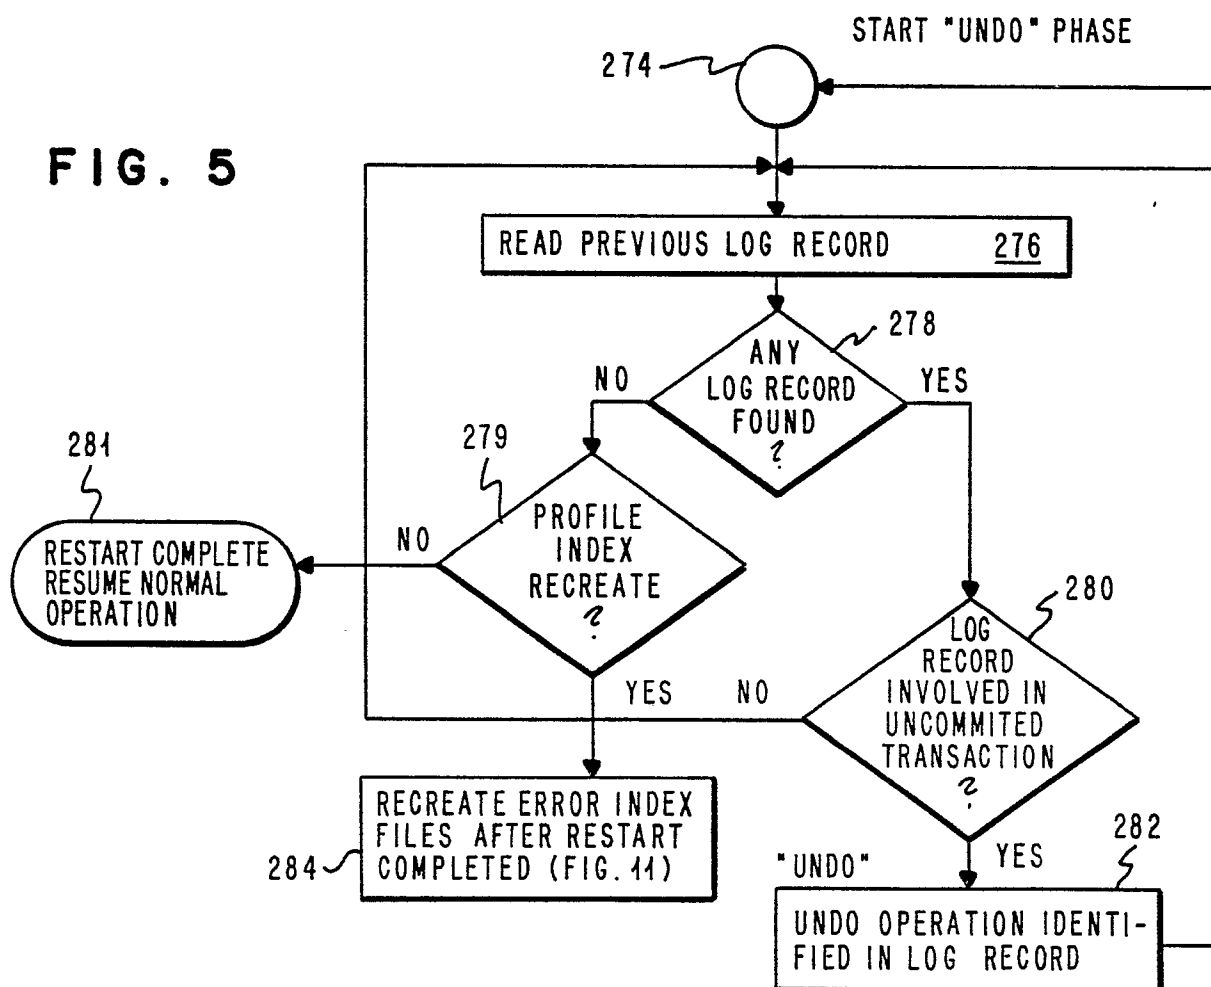 START "UNDO" PHASE
274
FIG. 5
READ PREVIOUS LOG RECORD 276
278
ANY
LOG RECORD
FOUND
?
NO
YES
281
279
PROFILE
INDEX
RECREATE
?
NO
RESTART COMPLETE
RESUME NORMAL
OPERATION
280
LOG
RECORD
INVOLVED IN
UNCOMMITED
TRANSACTION
?
YES
NO
RECREATE ERROR INDEX
FILES AFTER RESTART
COMPLETED (FIG. 11)
284
"UNDO"
YES
282
UNDO OPERATION IDENTI-
FIED IN LOG RECORD